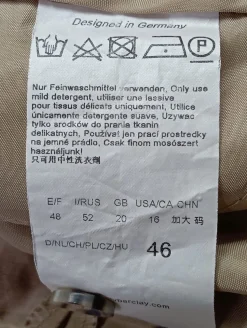 Designed in Germany
P
Nur Feinwaschmittel verwenden, Only use
mild detergent, utiliser une lessive
pour tissus délicats uniquement, Utilice
únicamente detergente suave, Uzywac
tylko srodków do prania tkanin
delikatnych, Používat jen prací prostredky
na jemné prádlo, Csak finom mosószert
használjunk!
只可用中性洗衣劑
E/F I/RUS GB USA/CA CHN
48 52 20 16 加大码
D/NL/CH/PL/CZ/HU 46